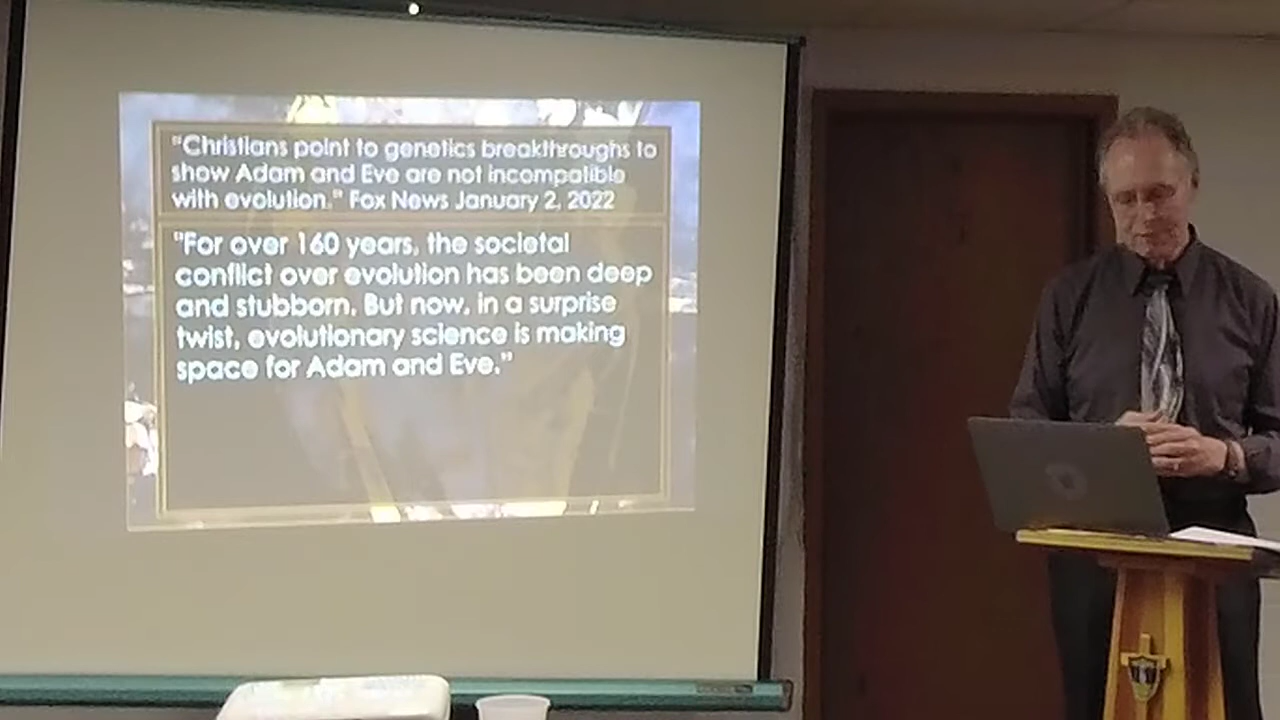 "Christians point to genetics breakthroughs to
show Adam and Eve are not incompatible
with evolution." Fox News January 2, 2022
"For over 160 years, the societal
conflict over evolution has been deep
and stubborn. But now, in a surprise
twist, evolutionary science is making
space for Adam and Eve."